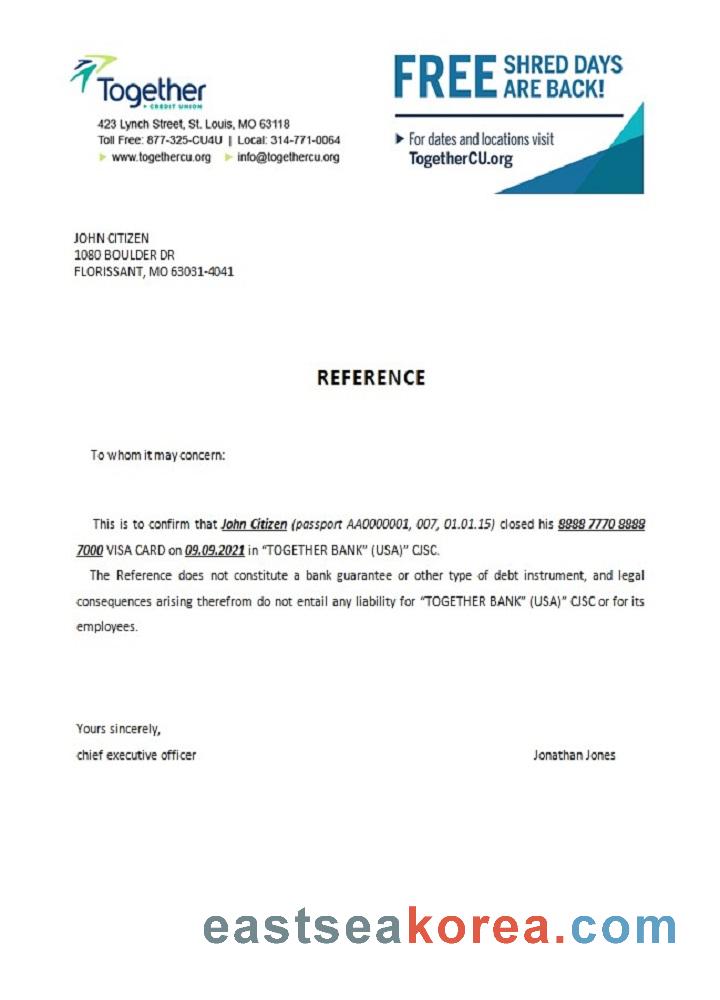 Together
CREDIT UNION
423 Lynch Street, St. Louis, MO 63118
Toll Free: 877-325-CU4U | Local: 314-771-0064
www.togethercu.org info@togethercu.org
FREE SHRED DAYS
ARE BACK!
For dates and locations visit
TogetherCU.org
JOHN CITIZEN
1080 BOULDER DR
FLORISSANT, MO 63031-4041
REFERENCE
To whom it may concern:
This is to confirm that John Citizen (passport AA0000001, 007, 01.01.15) closed his 8888 7770 8888
7000 VISA CARD on 09.09.2021 in “TOGETHER BANK” (USA)” CJSC.
The Reference does not constitute a bank guarantee or other type of debt instrument, and legal
consequences arising therefrom do not entail any liability for “TOGETHER BANK” (USA)” CJSC or for its
employees.
Yours sincerely,
chief executive officer Jonathan Jones
eastseakorea.com